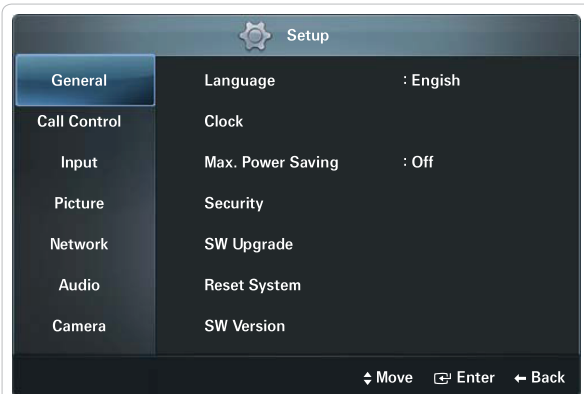 Setup
General
Language : Engish
Call Control
Clock
Input
Max. Power Saving : Off
Picture
Security
Network
SW Upgrade
Audio
Reset System
Camera
SW Version
Move Enter Back